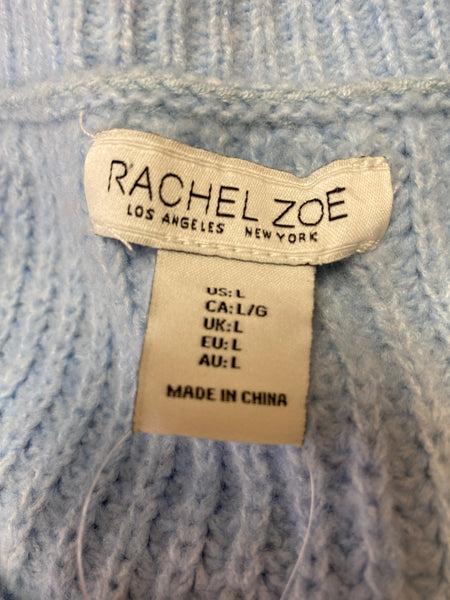 RACHEL ZOE
LOS ANGELES NEW YORK
US: L
CA: L/G
UK: L
EU: L
AU: L
MADE IN CHINA